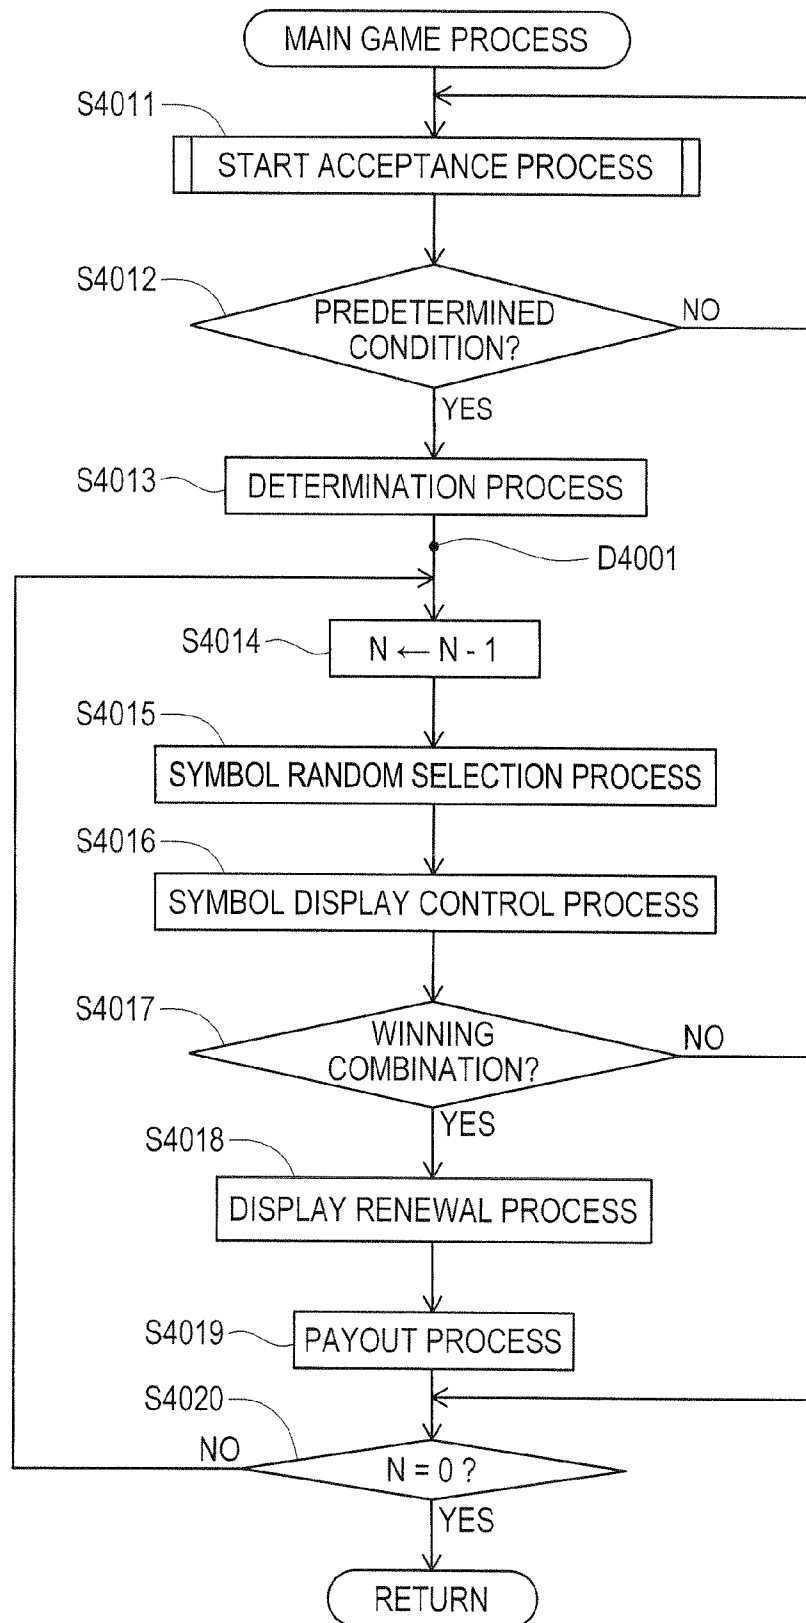 MAIN GAME PROCESS
S4011
START ACCEPTANCE PROCESS
S4012
PREDETERMINED
CONDITION?
NO
YES
S4013
DETERMINATION PROCESS
D4001
S4014
N ← N - 1
S4015
SYMBOL RANDOM SELECTION PROCESS
S4016
SYMBOL DISPLAY CONTROL PROCESS
S4017
WINNING
COMBINATION?
NO
YES
S4018
DISPLAY RENEWAL PROCESS
S4019
PAYOUT PROCESS
S4020
NO
N = 0 ?
YES
RETURN